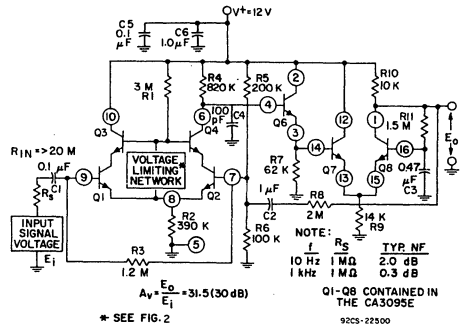 V+=12V
C5
0.1
μF
C6
1.0μF
3 M
R1
R4
820 K
R5
200 K
R10
10 K
2
10
6
100
pF
C4
4
Q6
12
1
R11
1.5 M
Q3
Q4
3
Eo
RIN=>20 M
0.1 μF
C1
9
VOLTAGE
LIMITING
NETWORK
*
7
R7
62 K
14
Q7
13
Q8
15
16
0.47
μF
C3
RS
Q1
8
Q2
1 μF
C2
R8
2M
INPUT
SIGNAL
VOLTAGE
Ei
R2
390 K
5
R6
100 K
14 K
R9
R3
1.2 M
NOTE:
f RS TYP. NF
10 Hz 1 MΩ 2.0 dB
1 kHz 1 MΩ 0.3 dB
AV = Eo/Ei = 31.5 (30 dB)
Q1-Q8 CONTAINED IN
THE CA3095E
* SEE FIG. 2
92CS-22500